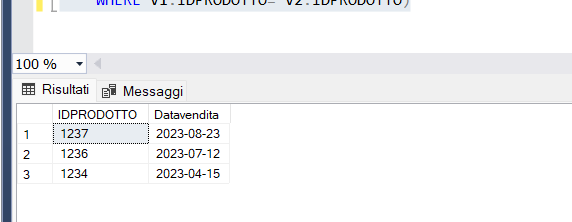 WHERE V1.IDPRODOTTO= V2.IDPRODOTTO)
100 %
Risultati Messaggi
IDPRODOTTO Datavendita
1 1237 2023-08-23
2 1236 2023-07-12
3 1234 2023-04-15